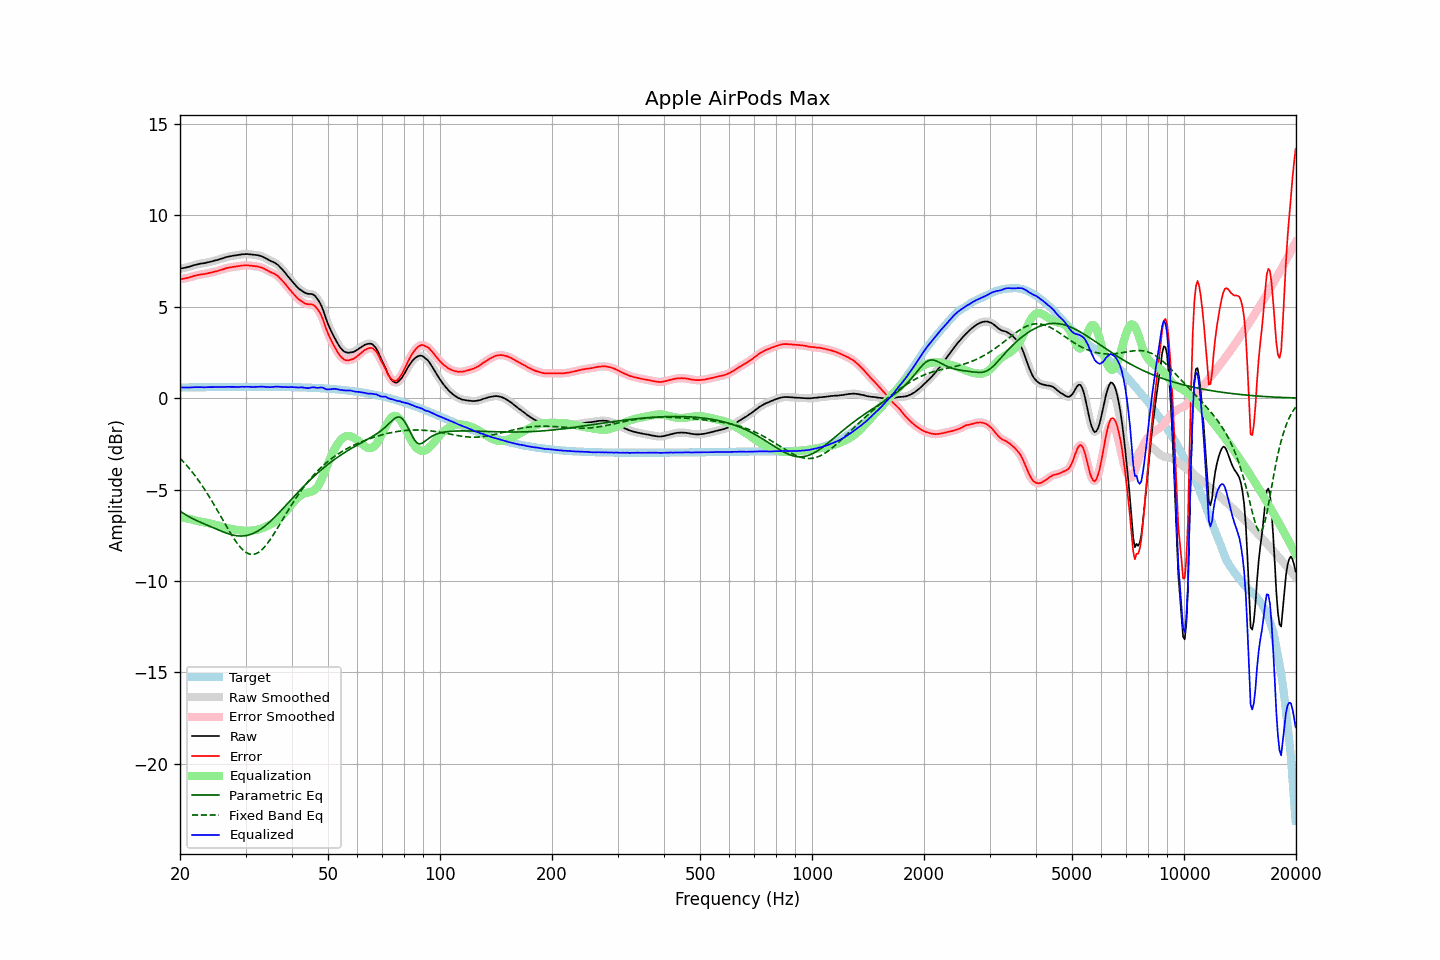 Apple AirPods Max
Amplitude (dBr)
15
10
5
0
−5
−10
−15
−20
Target
Raw Smoothed
Error Smoothed
Raw
Error
Equalization
Parametric Eq
Fixed Band Eq
Equalized
20 50 100 200 500 1000 2000 5000 10000 20000
Frequency (Hz)